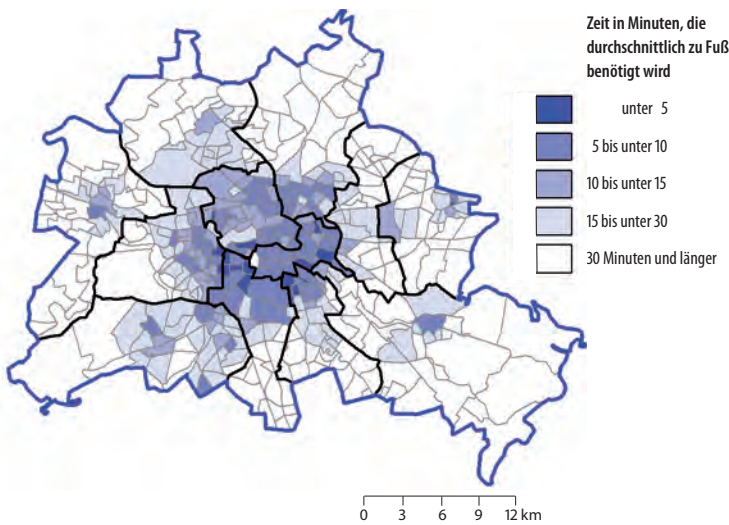 Zeit in Minuten, die
durchschnittlich zu Fuß
benötigt wird
unter 5
5 bis unter 10
10 bis unter 15
15 bis unter 30
30 Minuten und länger
0 3 6 9 12 km